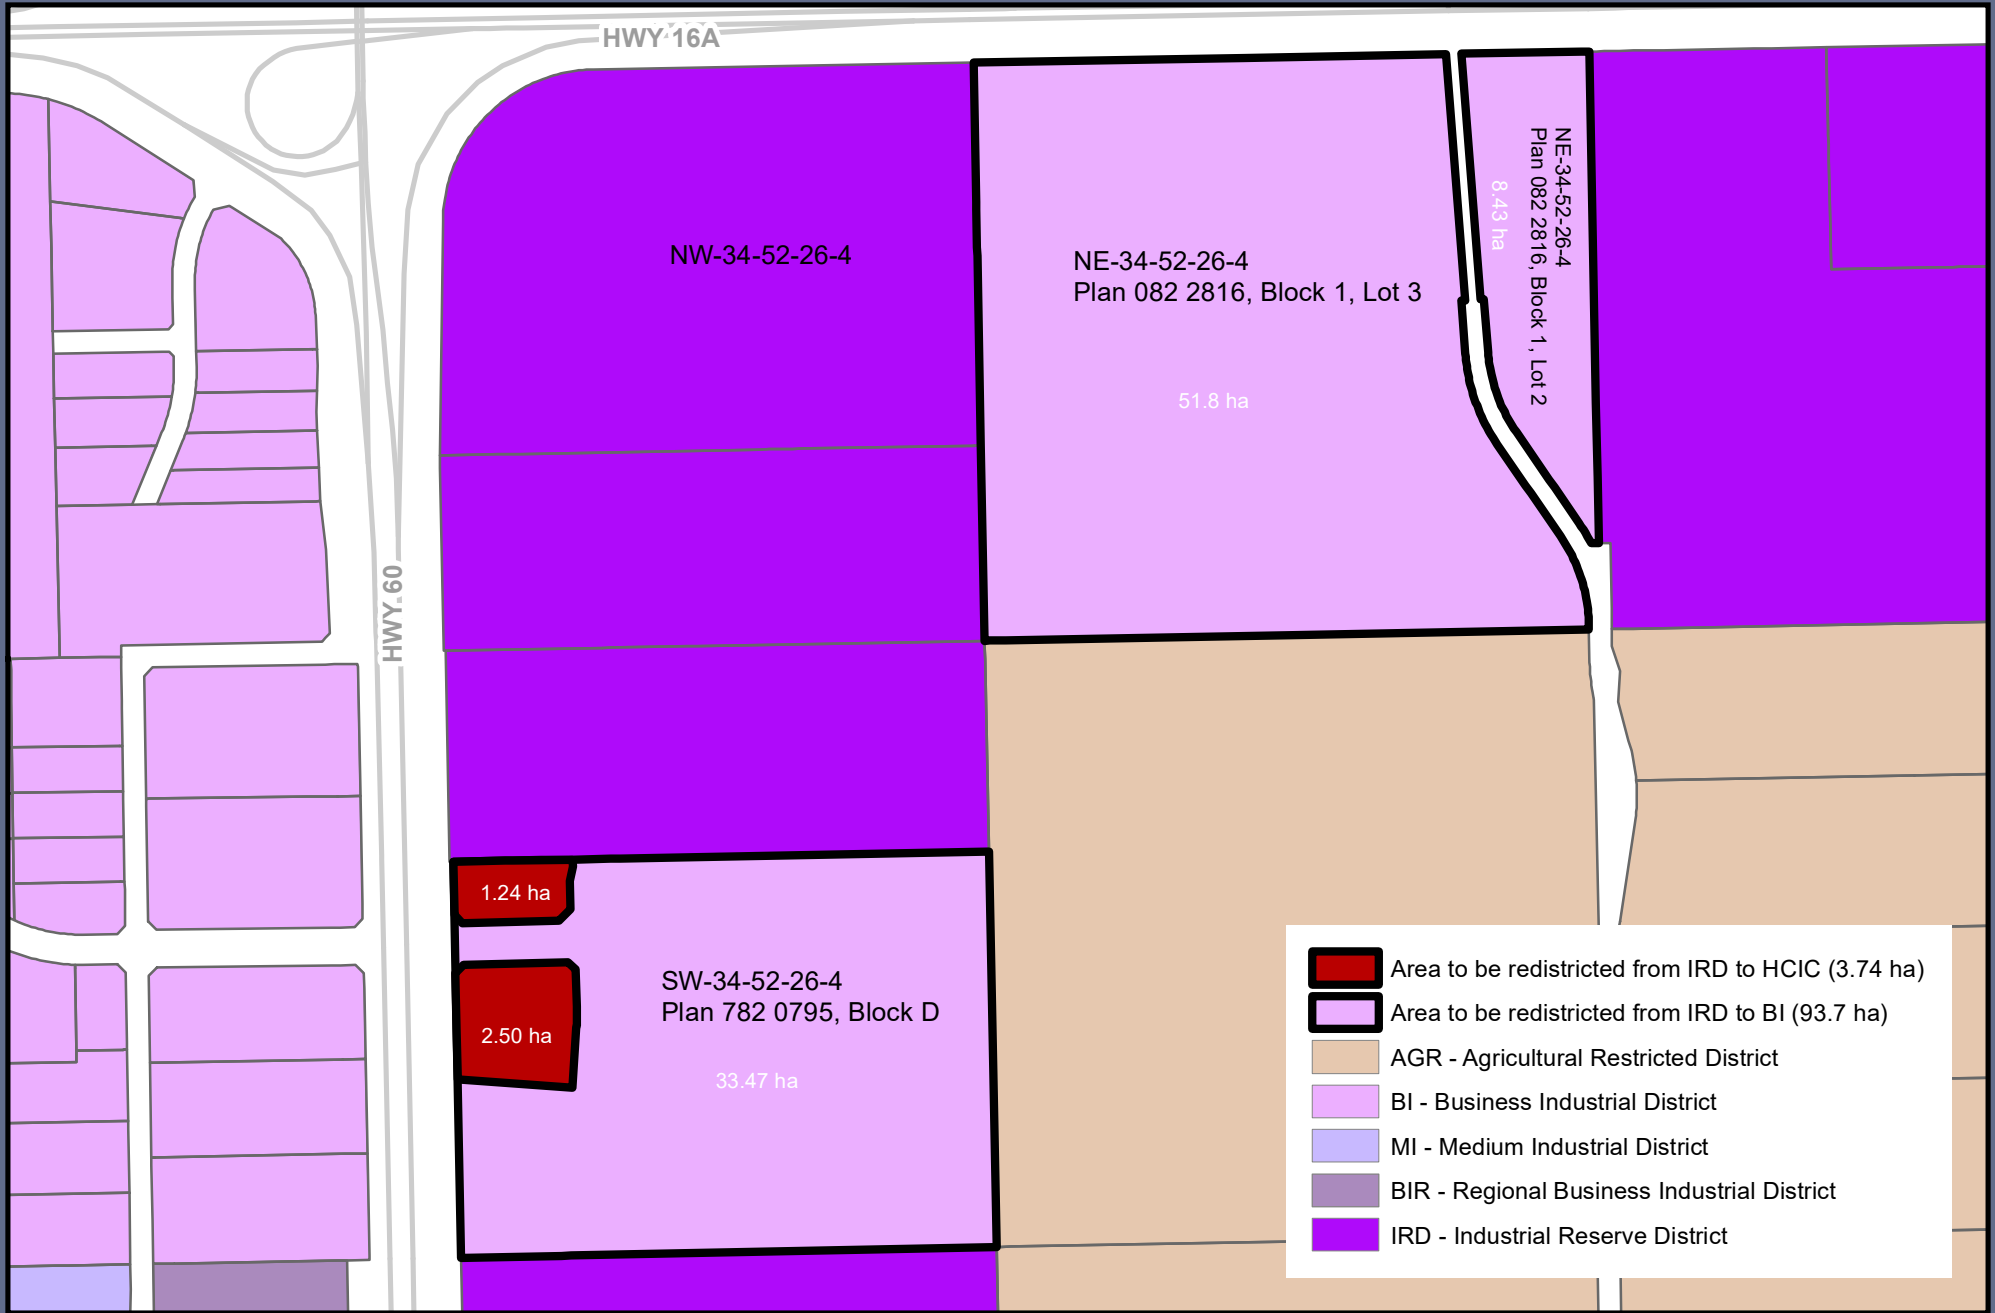 HWY 16A
NW-34-52-26-4
NE-34-52-26-4
Plan 082 2816, Block 1, Lot 3
51.8 ha
NE-34-52-26-4
Plan 082 2816, Block 1, Lot 2
8.43 ha
HWY 60
1.24 ha
2.50 ha
SW-34-52-26-4
Plan 782 0795, Block D
33.47 ha
Area to be redistricted from IRD to HCIC (3.74 ha)
Area to be redistricted from IRD to BI (93.7 ha)
AGR - Agricultural Restricted District
BI - Business Industrial District
MI - Medium Industrial District
BIR - Regional Business Industrial District
IRD - Industrial Reserve District